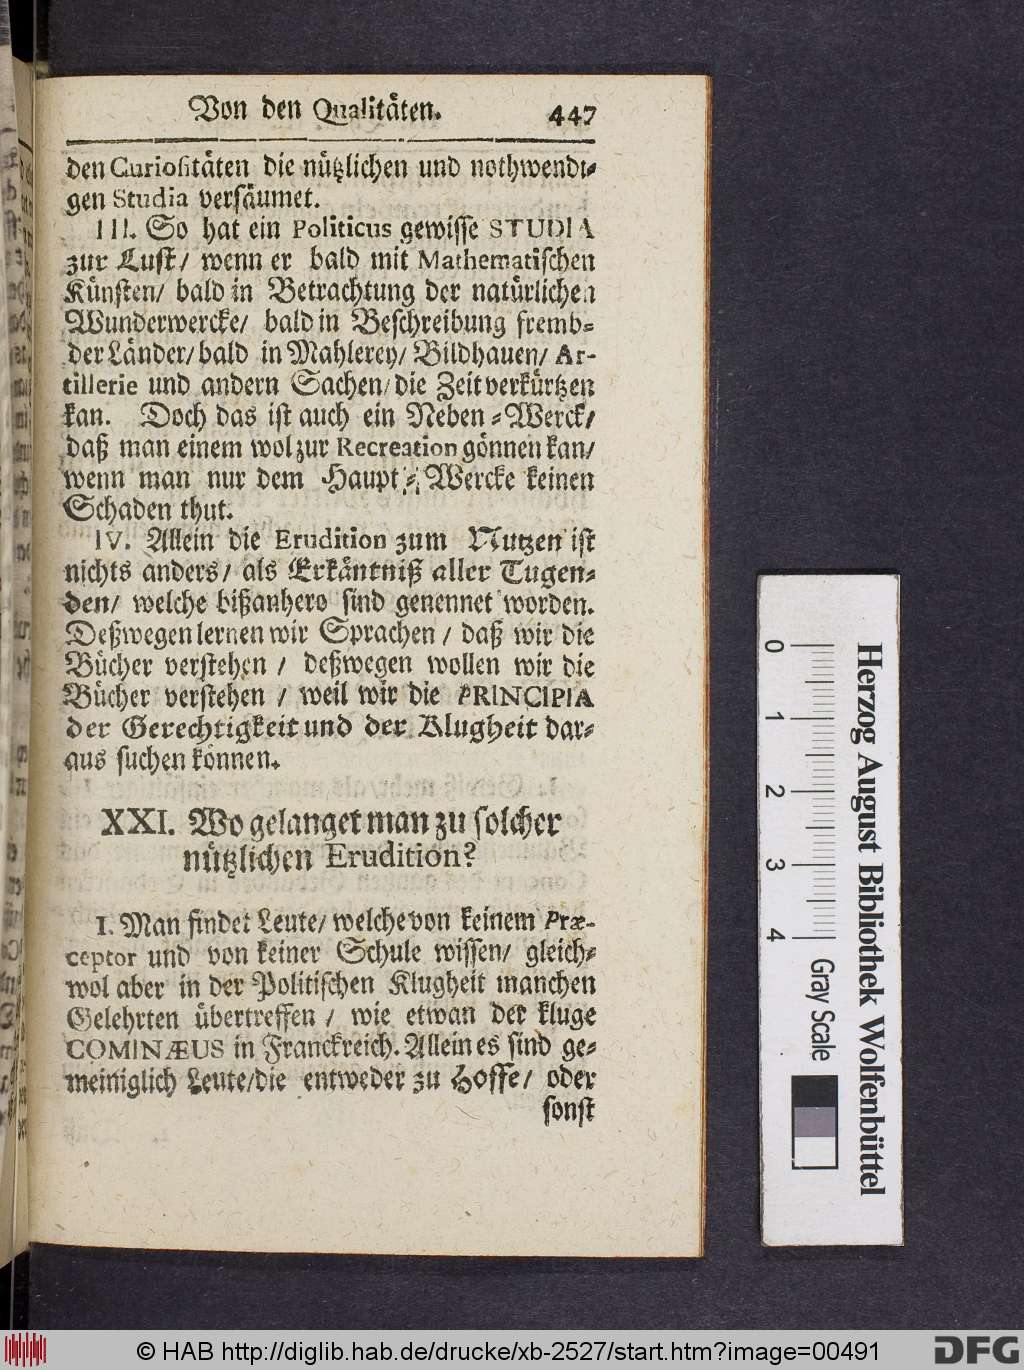 Von den Qualitäten. 447
den Curiositäten die nützlichen und nothwendi-
gen Studia versäumet.
III. So hat ein Politicus gewisse STUDIA
zur Lust/ wenn er bald mit Mathematischen
Künsten/ bald in Betrachtung der natürlichen
Wunderwercke/ bald in Beschreibung fremb-
der Länder/ bald in Mahlerey/ Bildhauen/ Ar-
tillerie und andern Sachen/ die Zeit verkürtzen
kan. Doch das ist auch ein Neben-Werck/
daß man einem wol zur Recreation gönnen kan/
wenn man nur dem Haupt-Wercke keinen
Schaden thut.
IV. Allein die Erudition zum Nutzen ist
nichts anders/ als Erkäntniß aller Tugen-
den/ welche bißanhero sind genennet worden.
Deßwegen lernen wir Sprachen/ daß wir die
Bücher verstehen/ deßwegen wollen wir die
Bücher verstehen/ weil wir die PRINCIPIA
der Gerechtigkeit und der Klugheit dar-
aus suchen können.
XXI. Wo gelanget man zu solcher
nützlichen Erudition?
I. Man findet Leute/ welche von keinem Præ-
ceptor und von keiner Schule wissen/ gleich-
wol aber in der Politischen Klugheit manchen
Gelehrten übertreffen/ wie etwan der kluge
COMINÆUS in Franckreich. Allein es sind ge-
meiniglich Leute/ die entweder zu Hoffe/ oder
sonst
0 1 2 3 4
Gray Scale
Herzog August Bibliothek Wolfenbüttel
© HAB http://diglib.hab.de/drucke/xb-2527/start.htm?image=00491
DFG